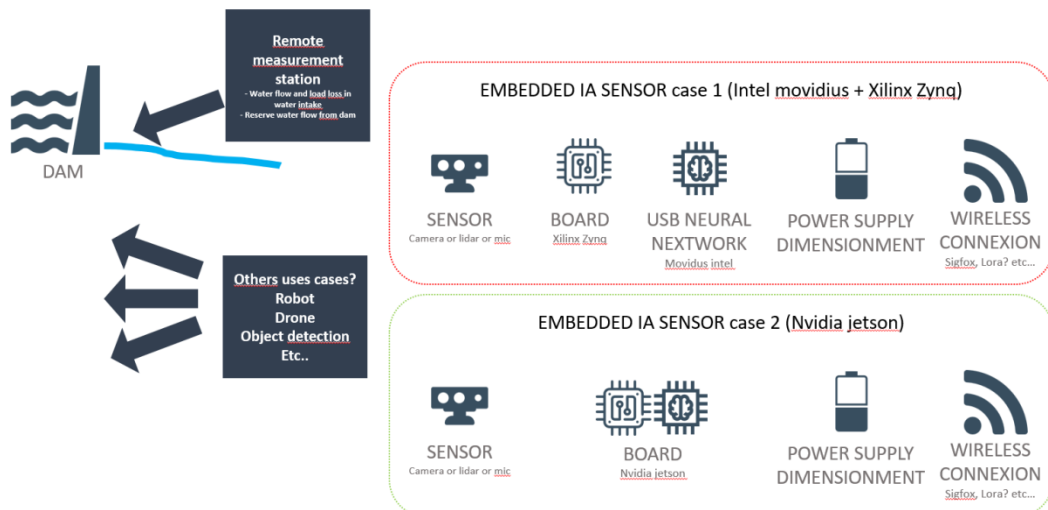 Remote
measurement
station
- Water flow and load loss in
water intake
- Reserve water flow from dam
DAM
Others uses cases?
Robot
Drone
Object detection
Etc..
EMBEDDED IA SENSOR case 1 (Intel movidius + Xilinx Zynq)
SENSOR
Camera or lidar or mic
BOARD
Xilinx Zynq
USB NEURAL
NEXTWORK
Movidus intel
POWER SUPPLY
DIMENSIONMENT
WIRELESS
CONNEXION
Sigfox, Lora? etc...
EMBEDDED IA SENSOR case 2 (Nvidia jetson)
SENSOR
Camera or lidar or mic
BOARD
Nvidia jetson
POWER SUPPLY
DIMENSIONMENT
WIRELESS
CONNEXION
Sigfox, Lora? etc...